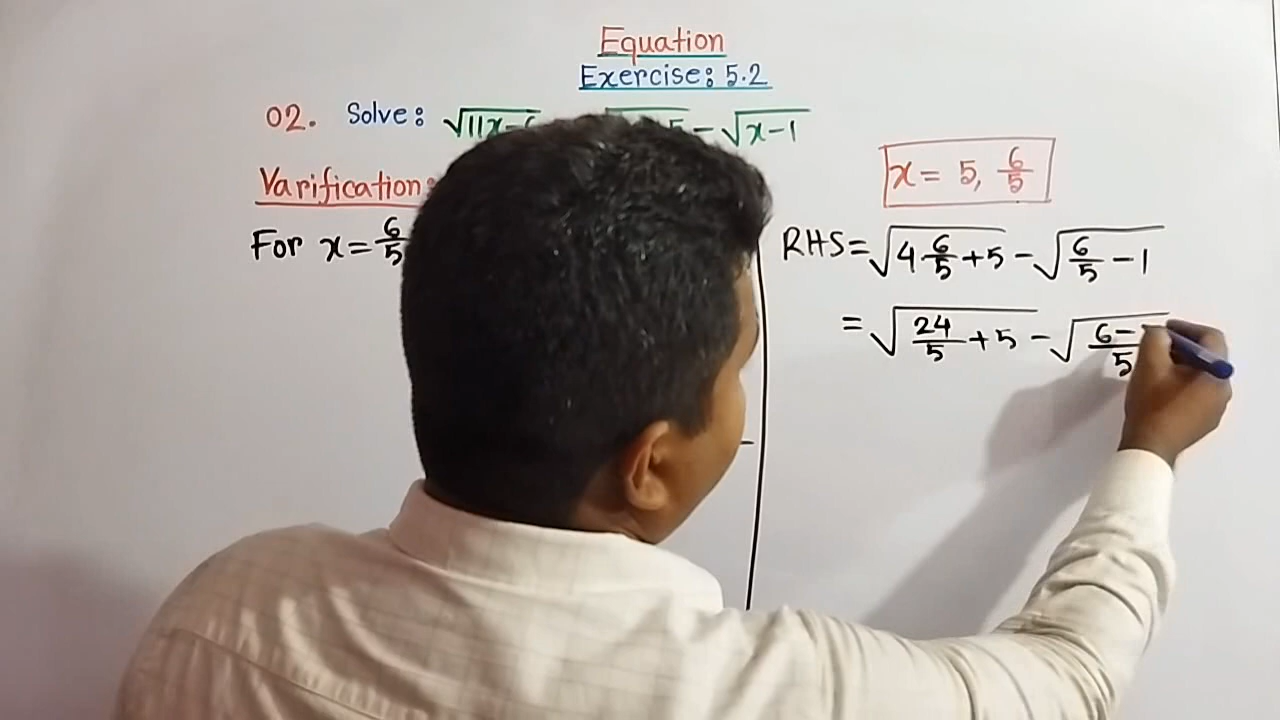 Equation
Exercise: 5.2
02. Solve: √11x- 5 - √x-1
Varification:
x = 5, 6/5
For x = 6/5
RHS = √4 6/5 + 5 - √6/5 - 1
= √24/5 + 5 - √6-/5